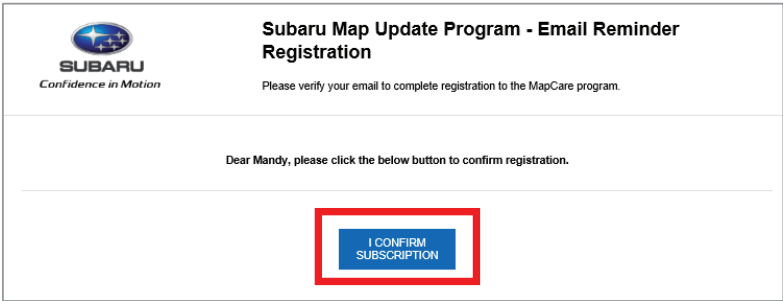 Subaru Map Update Program - Email Reminder
Registration
SUBARU
Confidence in Motion
Please verify your email to complete registration to the MapCare program.
Dear Mandy, please click the below button to confirm registration.
I CONFIRM
SUBSCRIPTION